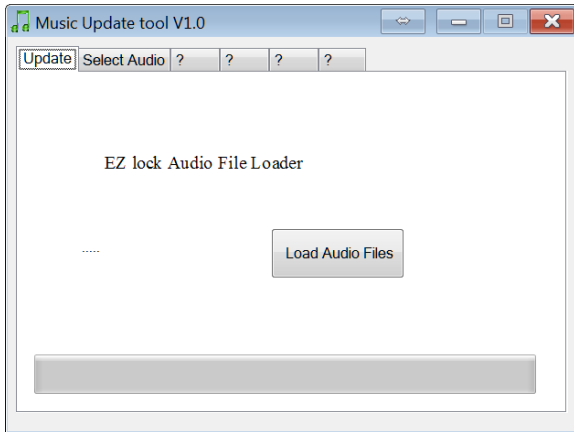 Music Update tool V1.0
Update Select Audio ? ? ? ?
EZ lock Audio File Loader
-----
Load Audio Files